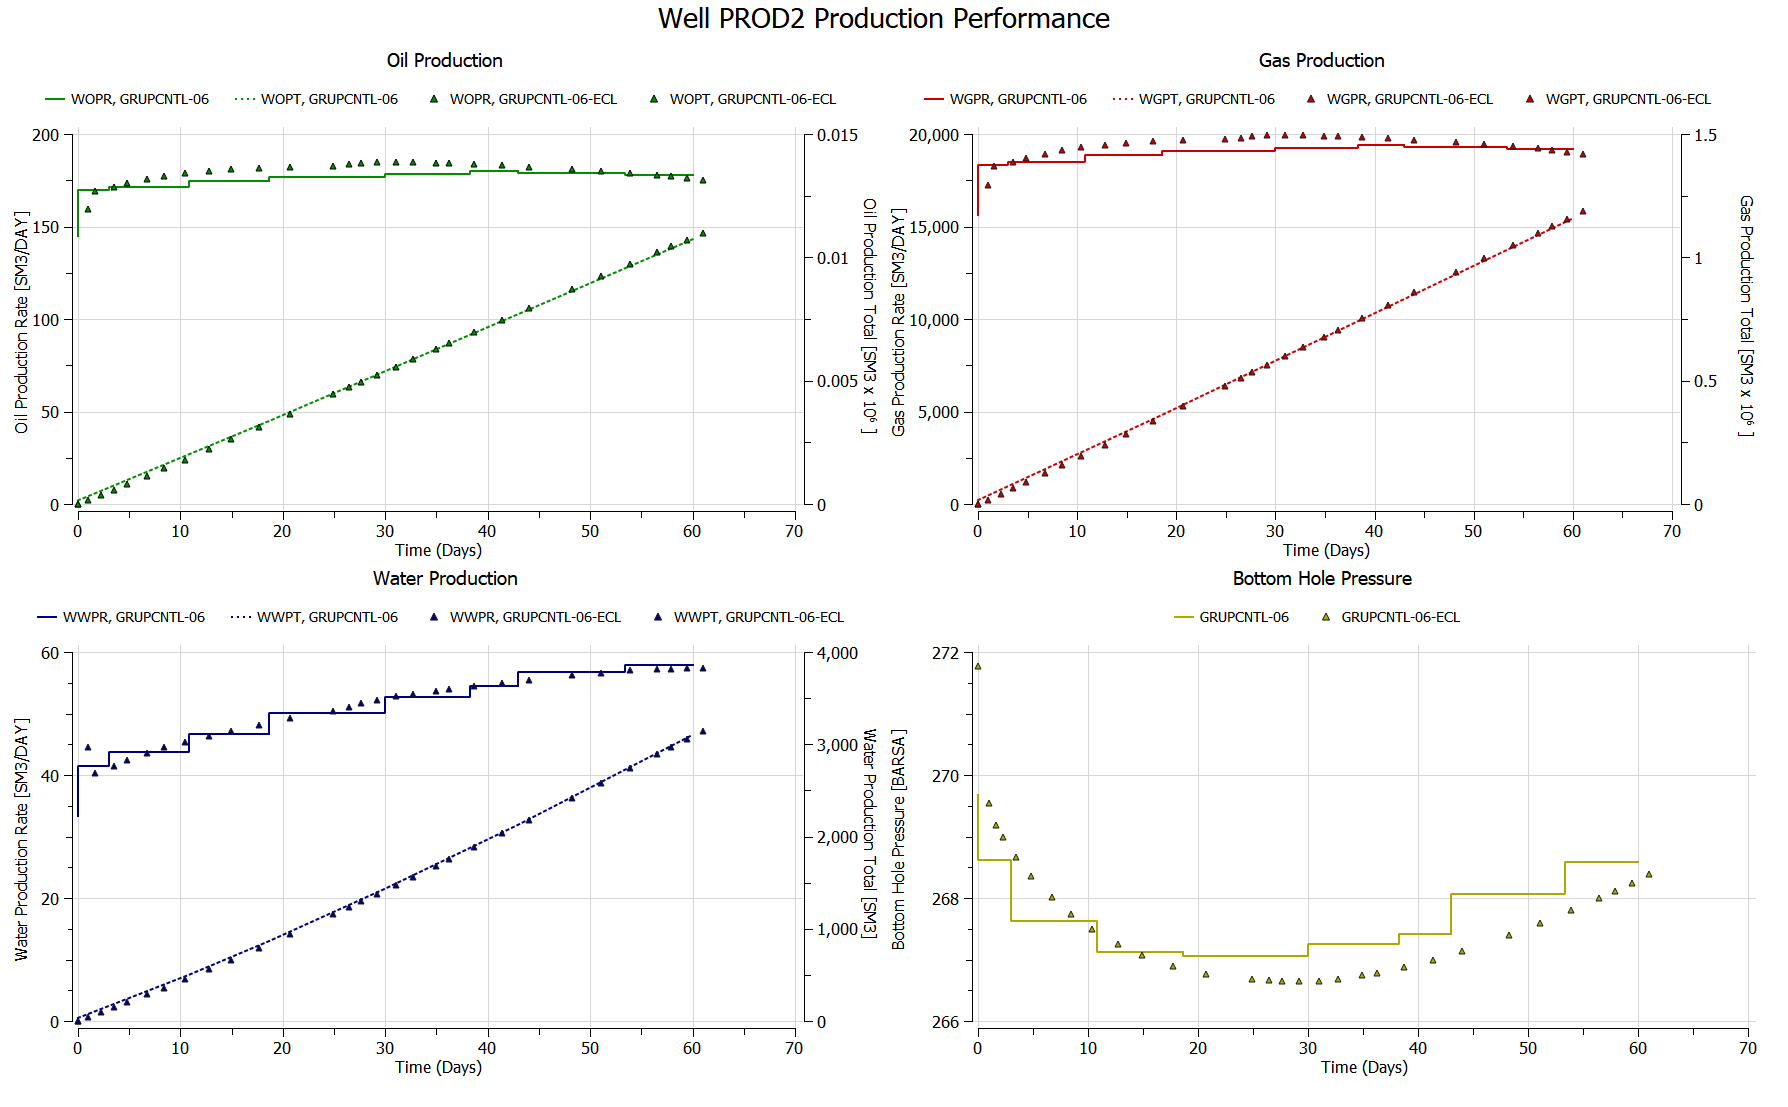 Well PROD2 Production Performance
Oil Production
WOPR, GRUPCNTL-06 WOPT, GRUPCNTL-06 WOPR, GRUPCNTL-06-ECL WOPT, GRUPCNTL-06-ECL
200
150
100
50
0
Oil Production Rate [SM3/DAY]
0.015
0.01
0.005
0
Oil Production Total [SM3 x 10⁶ ]
0 10 20 30 40 50 60 70
Time (Days)
Gas Production
WGPR, GRUPCNTL-06 WGPT, GRUPCNTL-06 WGPR, GRUPCNTL-06-ECL WGPT, GRUPCNTL-06-ECL
20,000
15,000
10,000
5,000
0
Gas Production Rate [SM3/DAY]
1.5
1
0.5
0
Gas Production Total [SM3 x 10⁶ ]
0 10 20 30 40 50 60 70
Time (Days)
Water Production
WWPR, GRUPCNTL-06 WWPT, GRUPCNTL-06 WWPR, GRUPCNTL-06-ECL WWPT, GRUPCNTL-06-ECL
60
40
20
0
Water Production Rate [SM3/DAY]
4,000
3,000
2,000
1,000
0
Water Production Total [SM3]
0 10 20 30 40 50 60 70
Time (Days)
Bottom Hole Pressure
GRUPCNTL-06 GRUPCNTL-06-ECL
272
270
268
266
Bottom Hole Pressure [BARSA]
0 10 20 30 40 50 60 70
Time (Days)